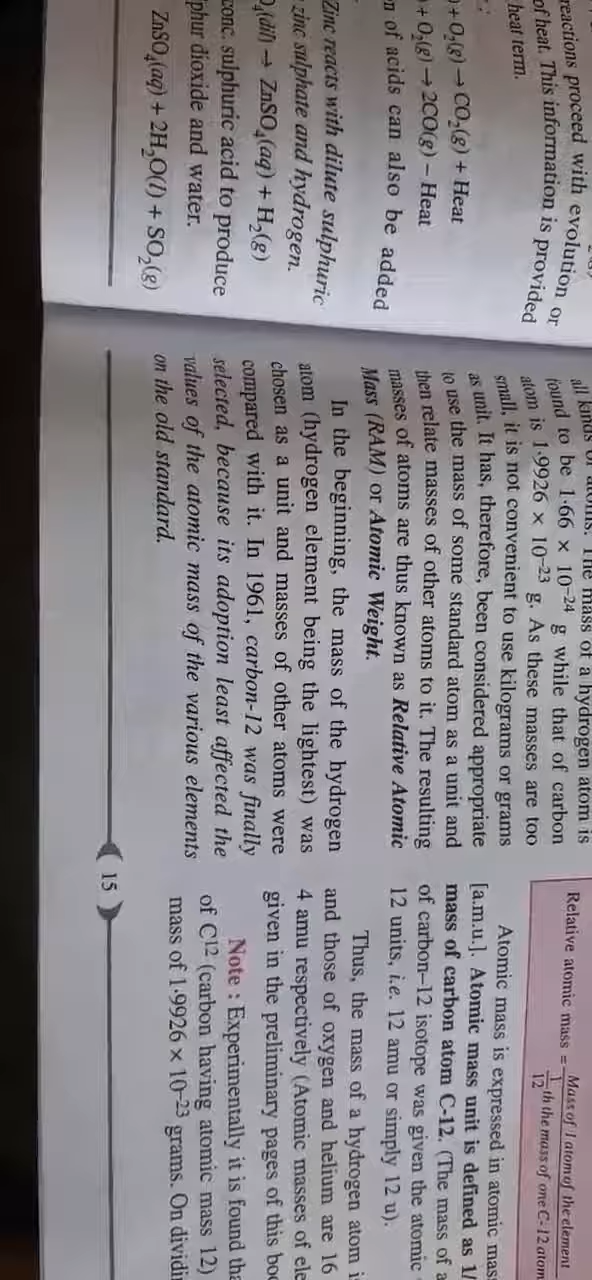 reactions proceed with evolution or
of heat. This information is provided
heat term.
)+O₂(g) → CO₂(g) + Heat
)+O₂(g) → 2CO(g) – Heat
n of acids can also be added
Zinc reacts with dilute sulphuric
zinc sulphate and hydrogen.
O₄(dil) → ZnSO₄(aq) + H₂(g)
conc. sulphuric acid to produce
phur dioxide and water.
ZnSO₄(aq) + 2H₂O(l) + SO₂(g)
all kinds of atoms. The mass of a hydrogen atom is
found to be 1·66 × 10⁻²⁴ g while that of carbon
atom is 1·9926 × 10⁻²³ g. As these masses are too
small, it is not convenient to use kilograms or grams
as unit. It has, therefore, been considered appropriate
to use the mass of some standard atom as a unit and
then relate masses of other atoms to it. The resulting
masses of atoms are thus known as Relative Atomic
Mass (RAM) or Atomic Weight.
In the beginning, the mass of the hydrogen
atom (hydrogen element being the lightest) was
chosen as a unit and masses of other atoms were
compared with it. In 1961, carbon-12 was finally
selected, because its adoption least affected the
values of the atomic mass of the various elements
on the old standard.
15
Relative atomic mass = Mass of 1 atom of the element
1/12 th the mass of one C-12 atom
Atomic mass is expressed in atomic mas
[a.m.u.]. Atomic mass unit is defined as 1/
mass of carbon atom C-12. (The mass of a
of carbon–12 isotope was given the atomic
12 units, i.e. 12 amu or simply 12 u).
Thus, the mass of a hydrogen atom i
and those of oxygen and helium are 16
4 amu respectively (Atomic masses of ele
given in the preliminary pages of this boo
Note : Experimentally it is found tha
of C¹² (carbon having atomic mass 12)
mass of 1·9926 × 10⁻²³ grams. On dividi